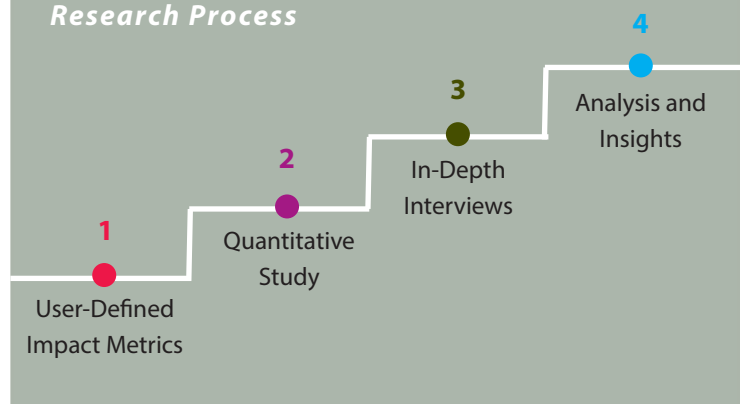 Research Process
1
User-Defined
Impact Metrics
2
Quantitative
Study
3
In-Depth
Interviews
4
Analysis and
Insights